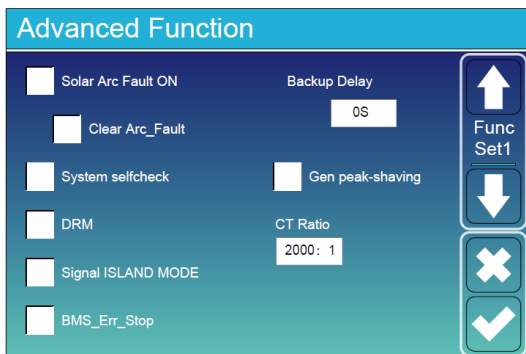 Advanced Function
Solar Arc Fault ON
Clear Arc_Fault
System selfcheck
DRM
Signal ISLAND MODE
BMS_Err_Stop
Backup Delay
0S
Gen peak-shaving
CT Ratio
2000: 1
Func
Set1